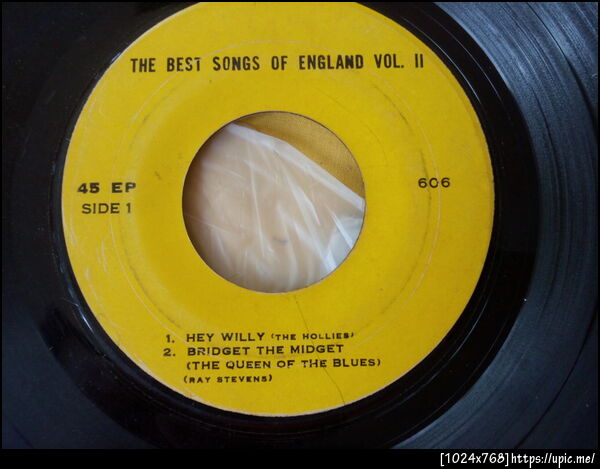 THE BEST SONGS OF ENGLAND VOL. II
45 EP
SIDE 1
606
1. HEY WILLY (THE HOLLIES)
2. BRIDGET THE MIDGET
(THE QUEEN OF THE BLUES)
(RAY STEVENS)
[1024x768]https://upic.me/